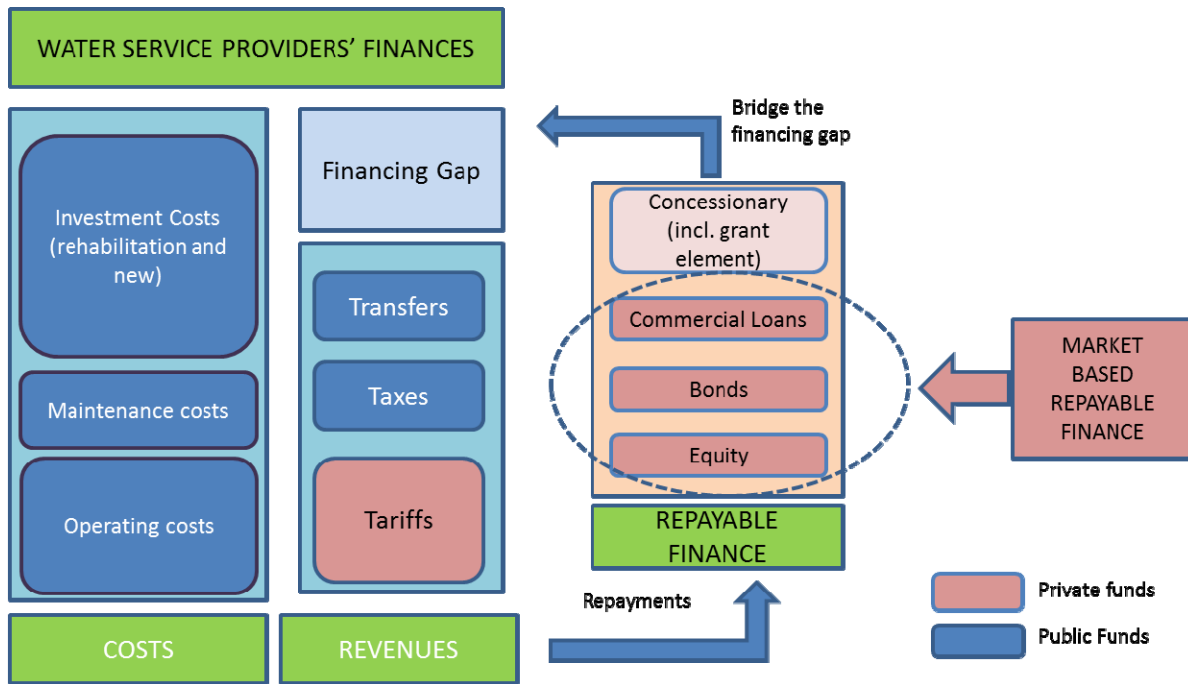 WATER SERVICE PROVIDERS' FINANCES
Investment Costs
(rehabilitation and
new)
Maintenance costs
Operating costs
COSTS
Financing Gap
Transfers
Taxes
Tariffs
REVENUES
Bridge the
financing gap
Concessionary
(incl. grant
element)
Commercial Loans
Bonds
Equity
REPAYABLE
FINANCE
Repayments
MARKET
BASED
REPAYABLE
FINANCE
Private funds
Public Funds